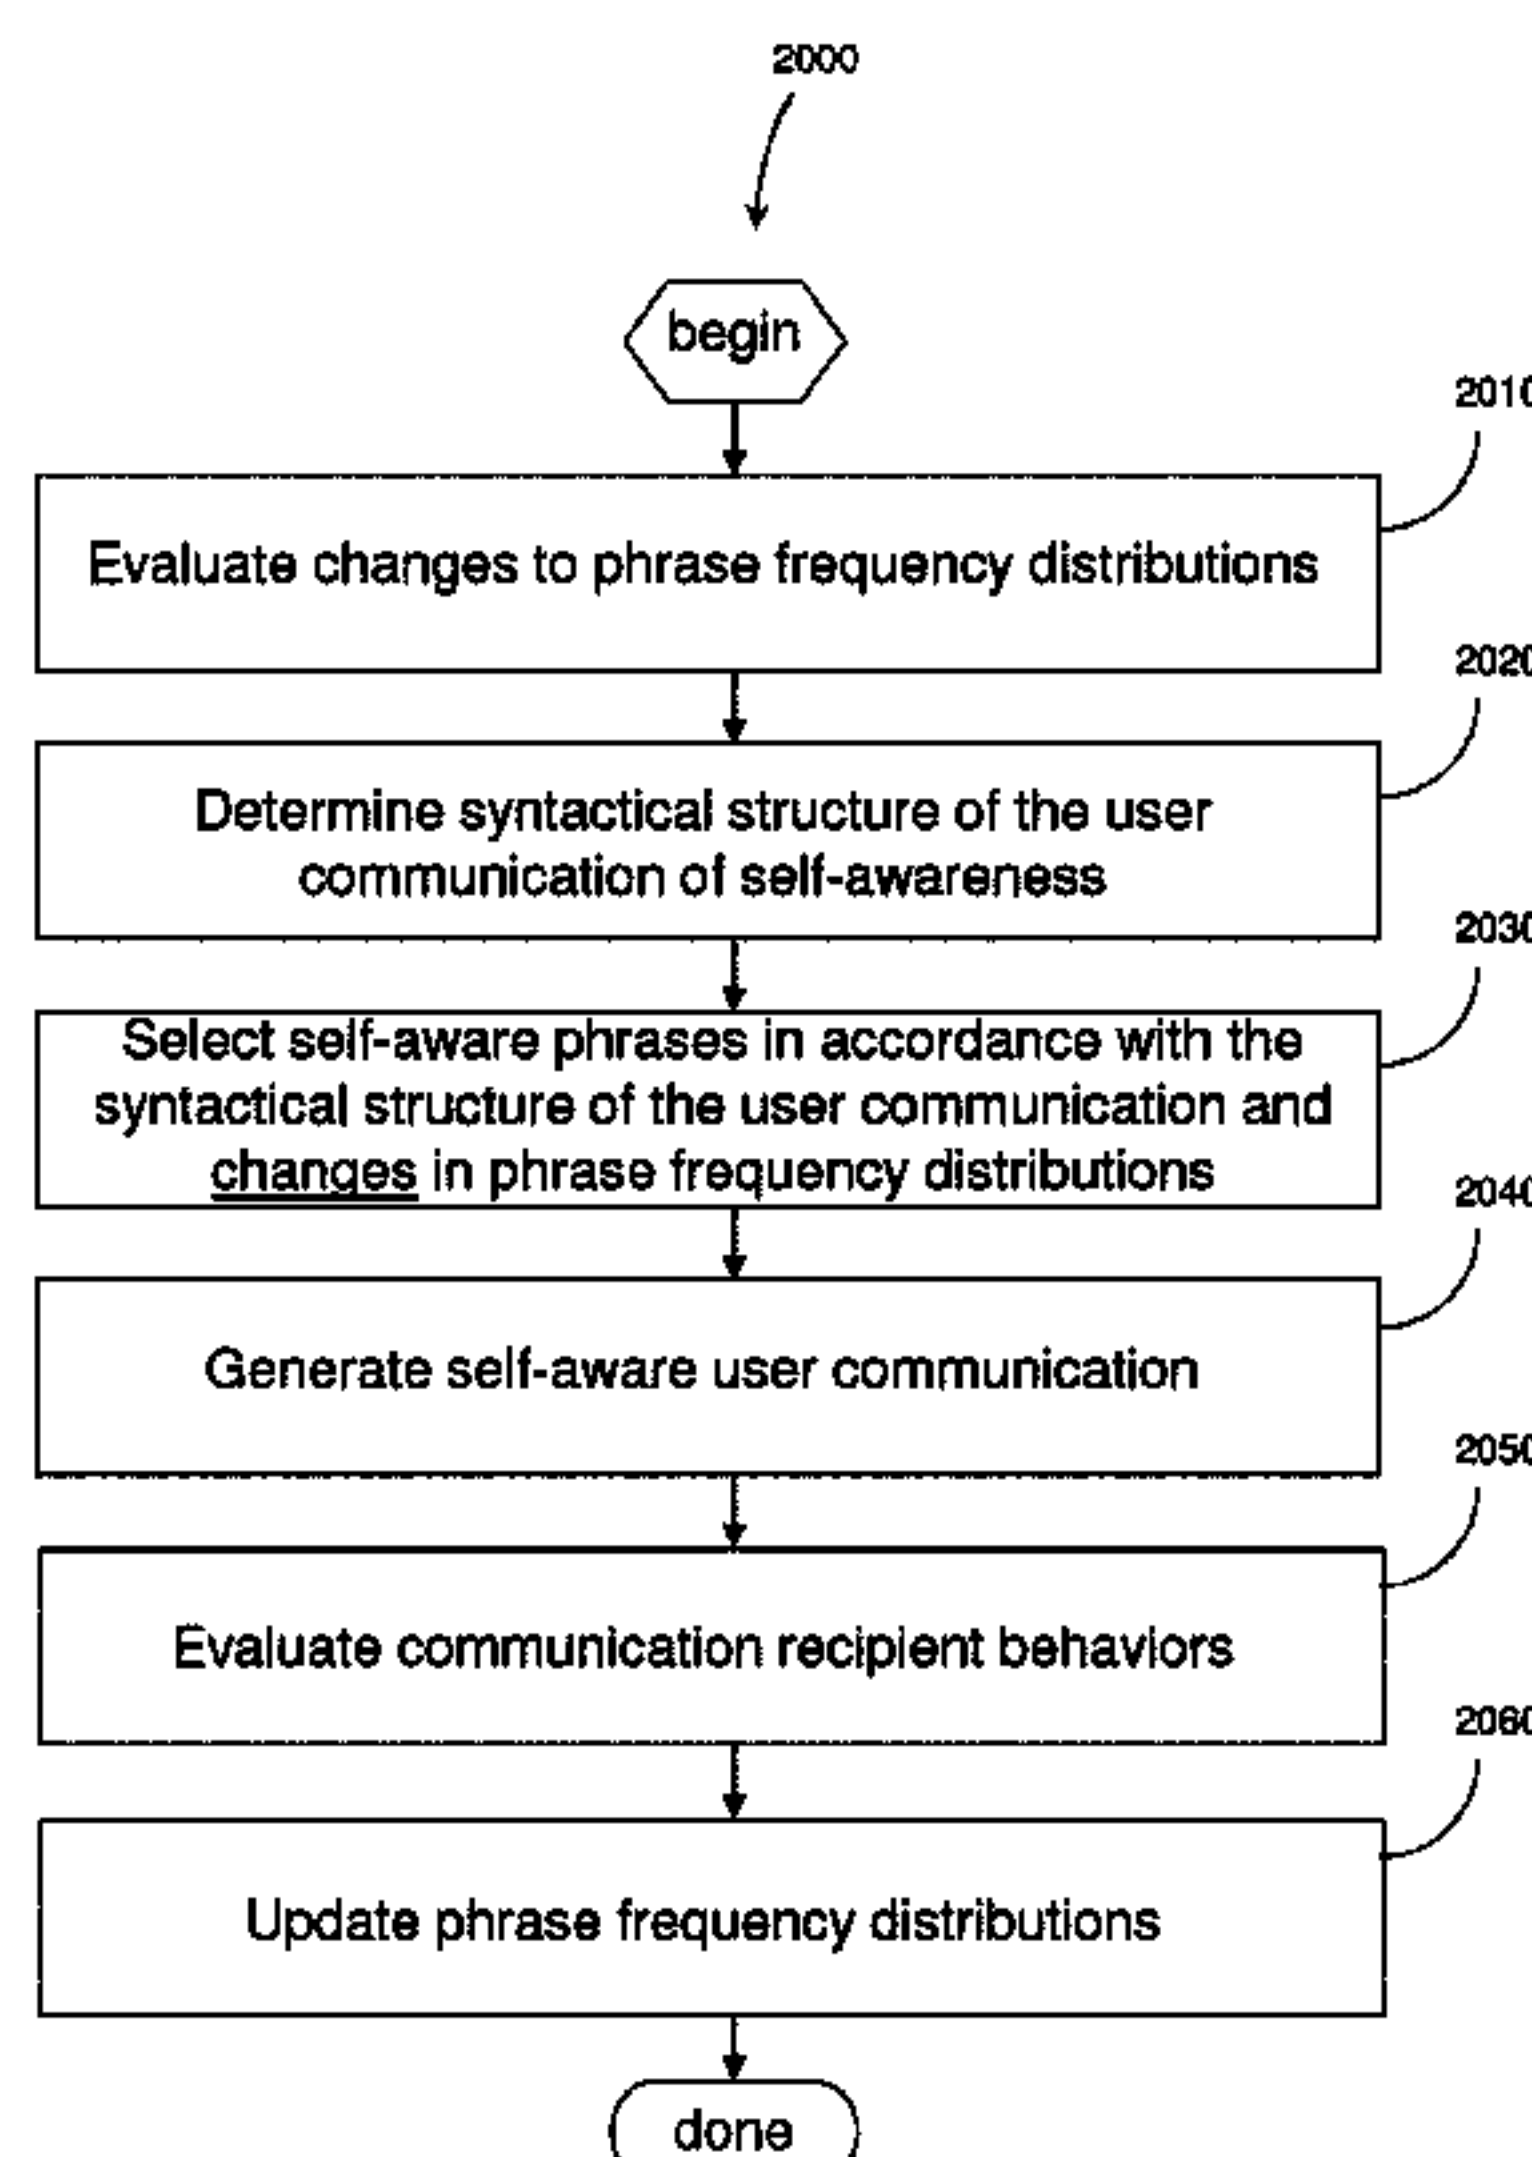 2000
begin
2010
Evaluate changes to phrase frequency distributions
2020
Determine syntactical structure of the user
communication of self-awareness
2030
Select self-aware phrases in accordance with the
syntactical structure of the user communication and
changes in phrase frequency distributions
2040
Generate self-aware user communication
2050
Evaluate communication recipient behaviors
2060
Update phrase frequency distributions
done